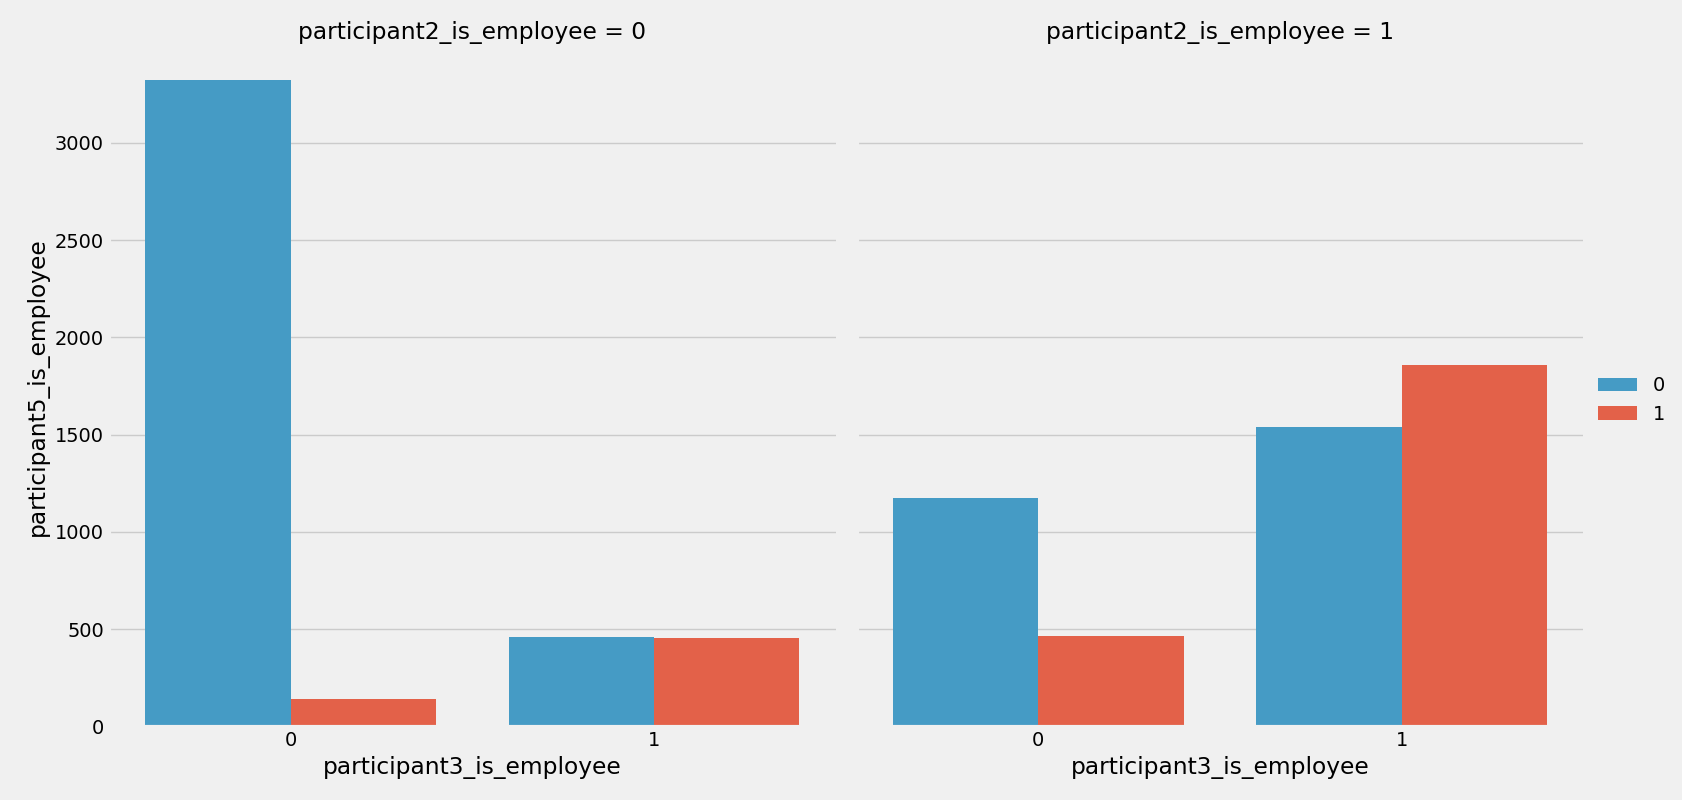 participant2_is_employee = 0
participant2_is_employee = 1
participant5_is_employee
3000
2500
2000
1500
1000
500
0
0
1
0
1
participant3_is_employee
participant3_is_employee
0
1